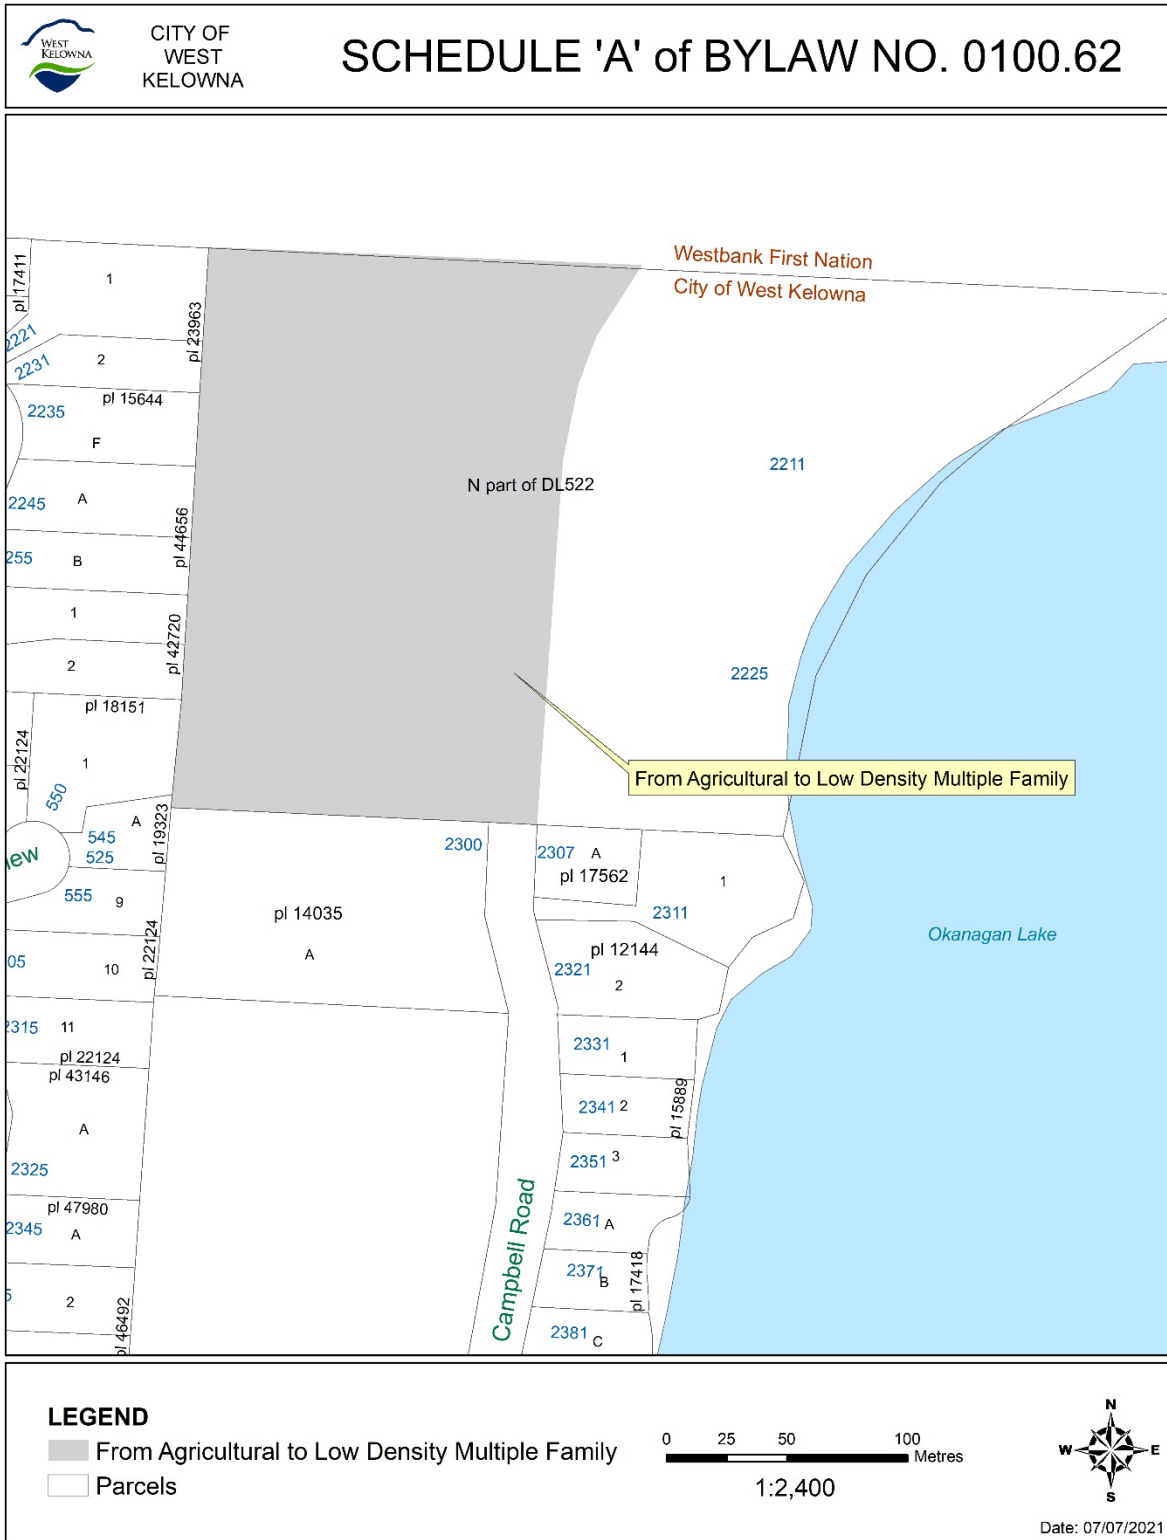 WEST
KELOWNA
CITY OF
WEST
KELOWNA
SCHEDULE 'A' of BYLAW NO. 0100.62
Westbank First Nation
City of West Kelowna
pl 17411
1
pl 23963
2221
2231
2
pl 15644
2235
F
2211
N part of DL522
2245
A
pl 44656
255
B
1
pl 42720
2
2225
pl 18151
pl 22124
1
From Agricultural to Low Density Multiple Family
550
A
pl 19323
545
525
2300
2307
A
pl 17562
1
iew
555
9
pl 14035
A
2311
pl 22124
Okanagan Lake
pl 12144
05
10
2321
2
2315
11
pl 22124
2331
1
pl 43146
2341
2
pl 15889
A
2351
3
2325
pl 47980
2345
A
Campbell Road
2361
A
2371
B
pl 17418
5
2
pl 46492
2381
C
LEGEND
From Agricultural to Low Density Multiple Family
Parcels
0 25 50 100
Metres
1:2,400
N
W E
S
Date: 07/07/2021